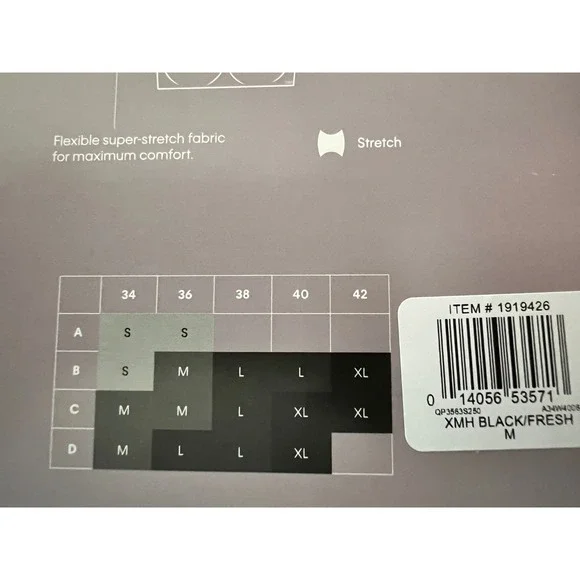 Flexible super-stretch fabric
for maximum comfort.
Stretch
34 36 38 40 42
A S S
B S M L L XL
C M M L XL XL
D M L L XL
ITEM # 1919426
0 14056 53571
QP3563S250
XMH BLACK/FRESH
M